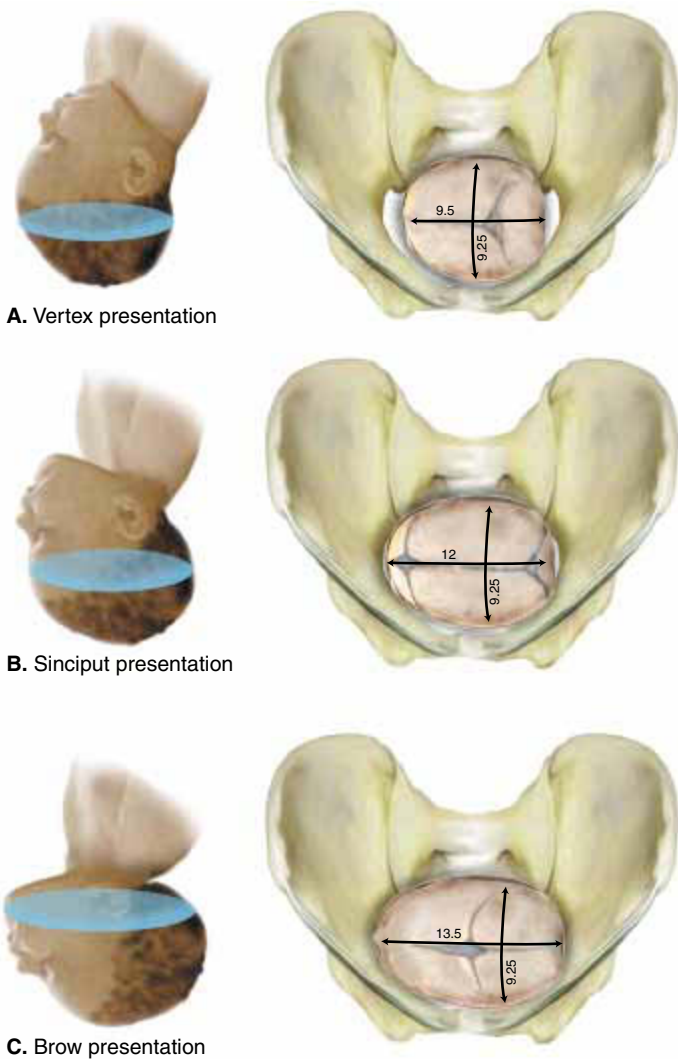 9.5
9.25
A. Vertex presentation
12
9.25
B. Sinciput presentation
13.5
9.25
C. Brow presentation